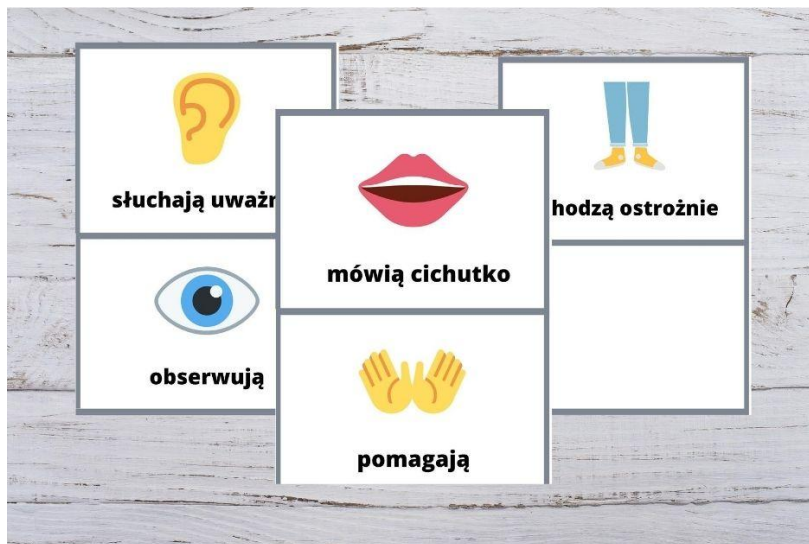 słuchają
obserwują
mówią cichutko
pomagają
ostrożnie